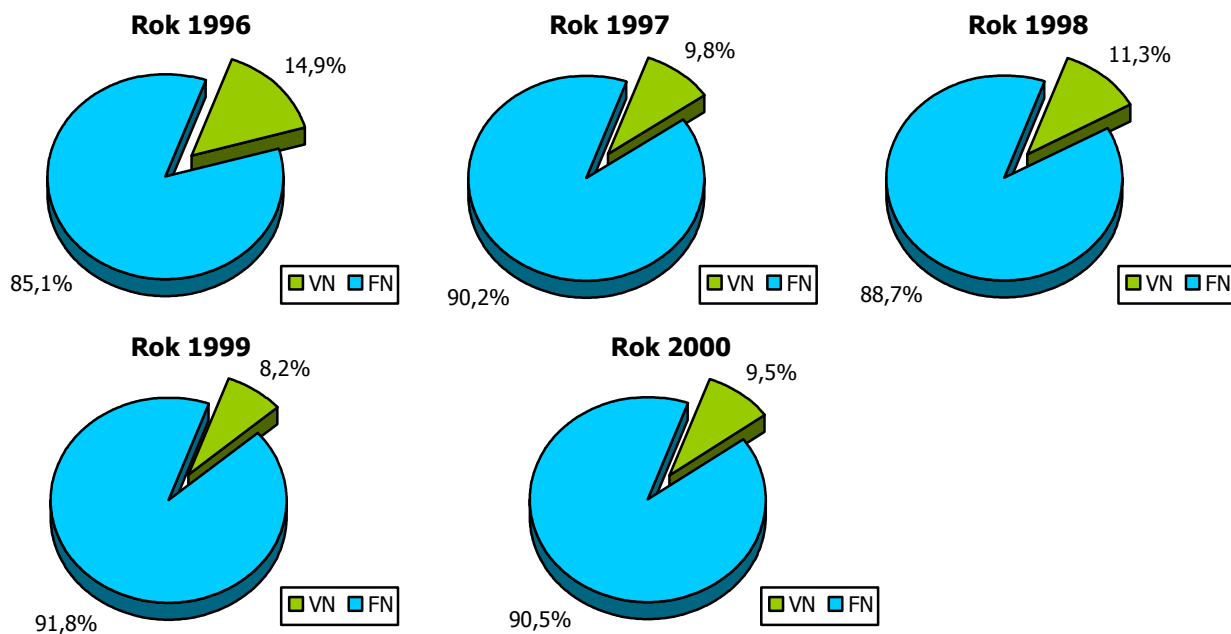 Rok 1996
14,9%
85,1%
VN FN
Rok 1997
9,8%
90,2%
VN FN
Rok 1998
11,3%
88,7%
VN FN
Rok 1999
8,2%
91,8%
VN FN
Rok 2000
9,5%
90,5%
VN FN